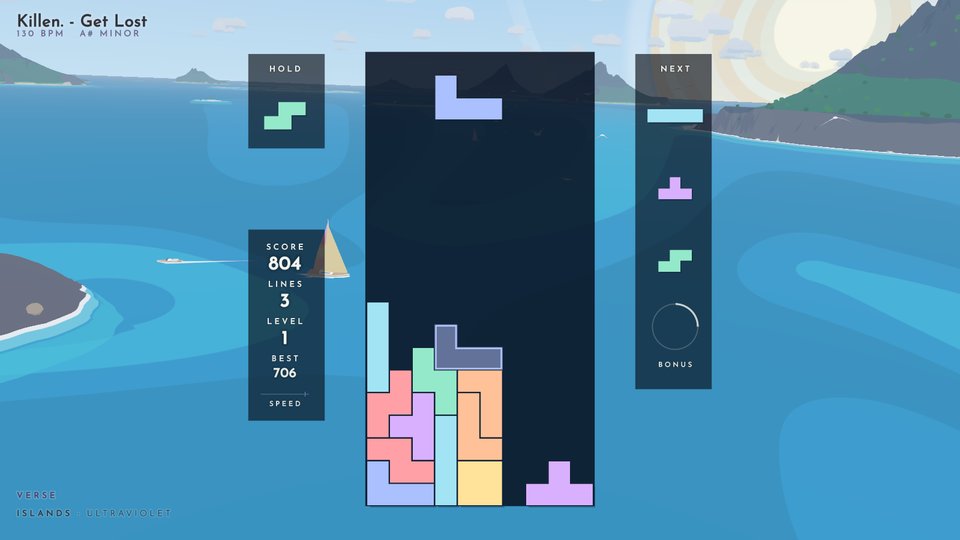 Killen. - Get Lost
130 BPM A# MINOR
HOLD
NEXT
SCORE
804
LINES
3
LEVEL
1
BEST
706
SPEED
BONUS
VERSE
ISLANDS - ULTRAVIOLET